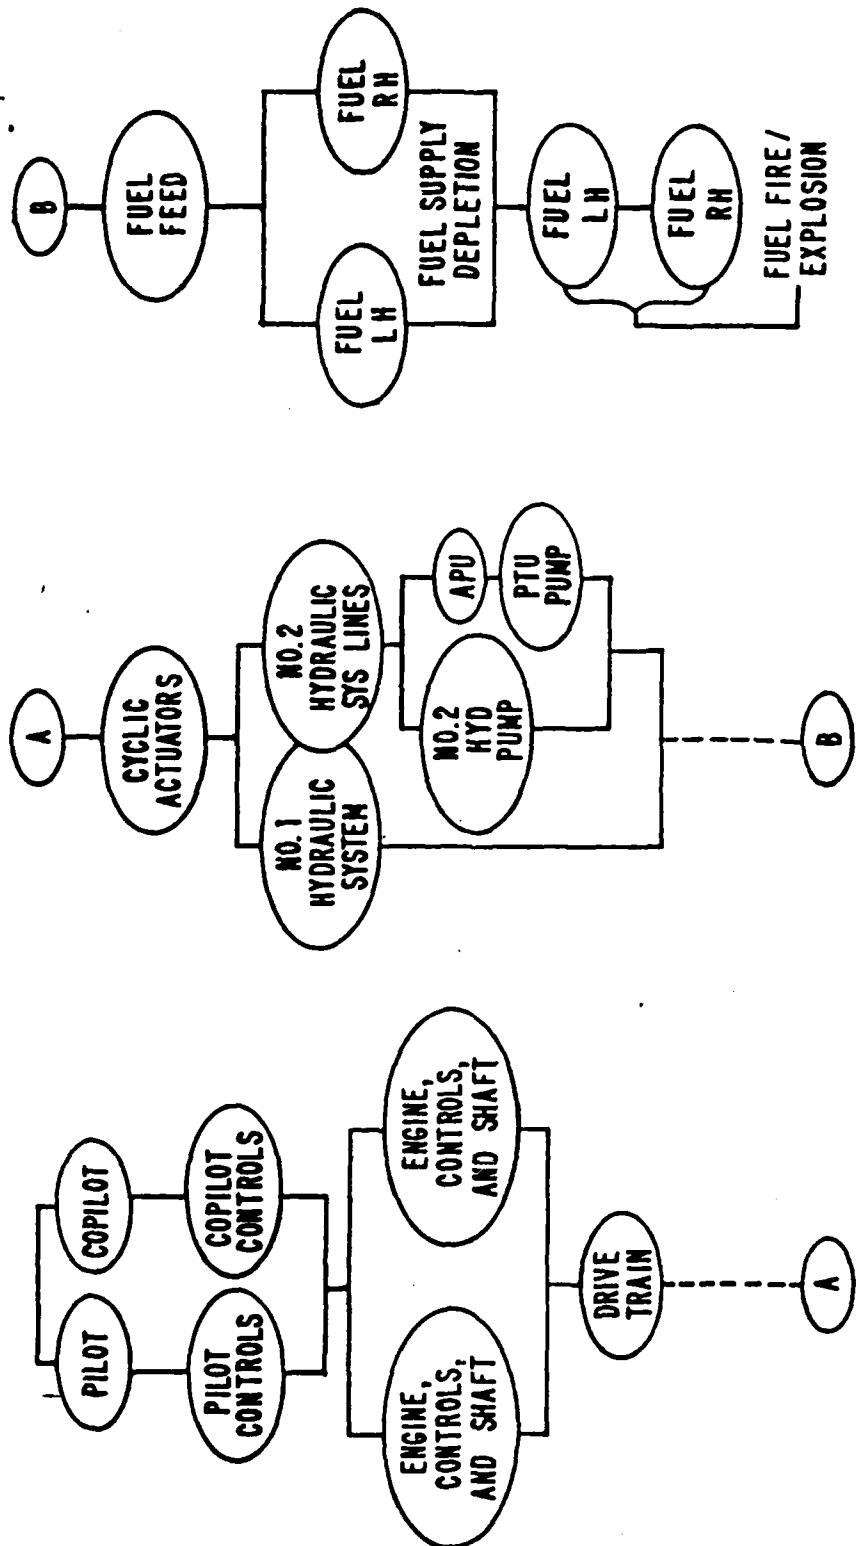 PILOT
COPILOT
PILOT
CONTROLS
COPILOT
CONTROLS
ENGINE,
CONTROLS,
AND SHAFT
ENGINE,
CONTROLS,
AND SHAFT
DRIVE
TRAIN
A
A
CYCLIC
ACTUATORS
NO.1
HYDRAULIC
SYSTEM
NO.2
HYDRAULIC
SYS LINES
NO.2
HYD
PUMP
APU
PTU
PUMP
B
B
FUEL
FEED
FUEL
LH
FUEL
RH
FUEL SUPPLY
DEPLETION
FUEL
LH
FUEL
RH
FUEL FIRE/
EXPLOSION